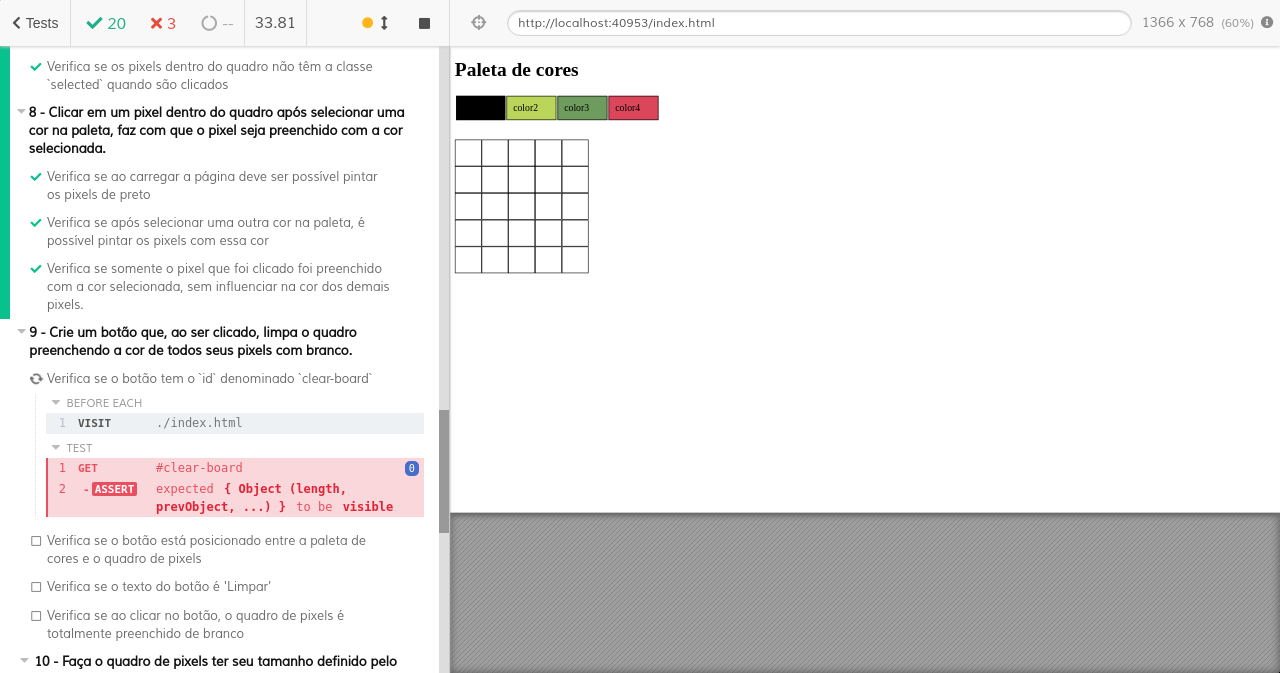 Tests 20 3 -- 33.81
http://localhost:40953/index.html 1366 x 768 (60%)
Verifica se os pixels dentro do quadro não têm a classe
`selected` quando são clicados
8 - Clicar em um pixel dentro do quadro após selecionar uma
cor na paleta, faz com que o pixel seja preenchido com a cor
selecionada.
Verifica se ao carregar a página deve ser possível pintar
os pixels de preto
Verifica se após selecionar uma outra cor na paleta, é
possível pintar os pixels com essa cor
Verifica se somente o pixel que foi clicado foi preenchido
com a cor selecionada, sem influenciar na cor dos demais
pixels.
9 - Crie um botão que, ao ser clicado, limpa o quadro
preenchendo a cor de todos seus pixels com branco.
Verifica se o botão tem o `id` denominado `clear-board`
BEFORE EACH
1 VISIT ./index.html
TEST
1 GET #clear-board 0
2 - ASSERT expected { Object (length,
prevObject, ...) } to be visible
Verifica se o botão está posicionado entre a paleta de
cores e o quadro de pixels
Verifica se o texto do botão é 'Limpar'
Verifica se ao clicar no botão, o quadro de pixels é
totalmente preenchido de branco
10 - Faça o quadro de pixels ter seu tamanho definido pelo
Paleta de cores
color2 color3 color4